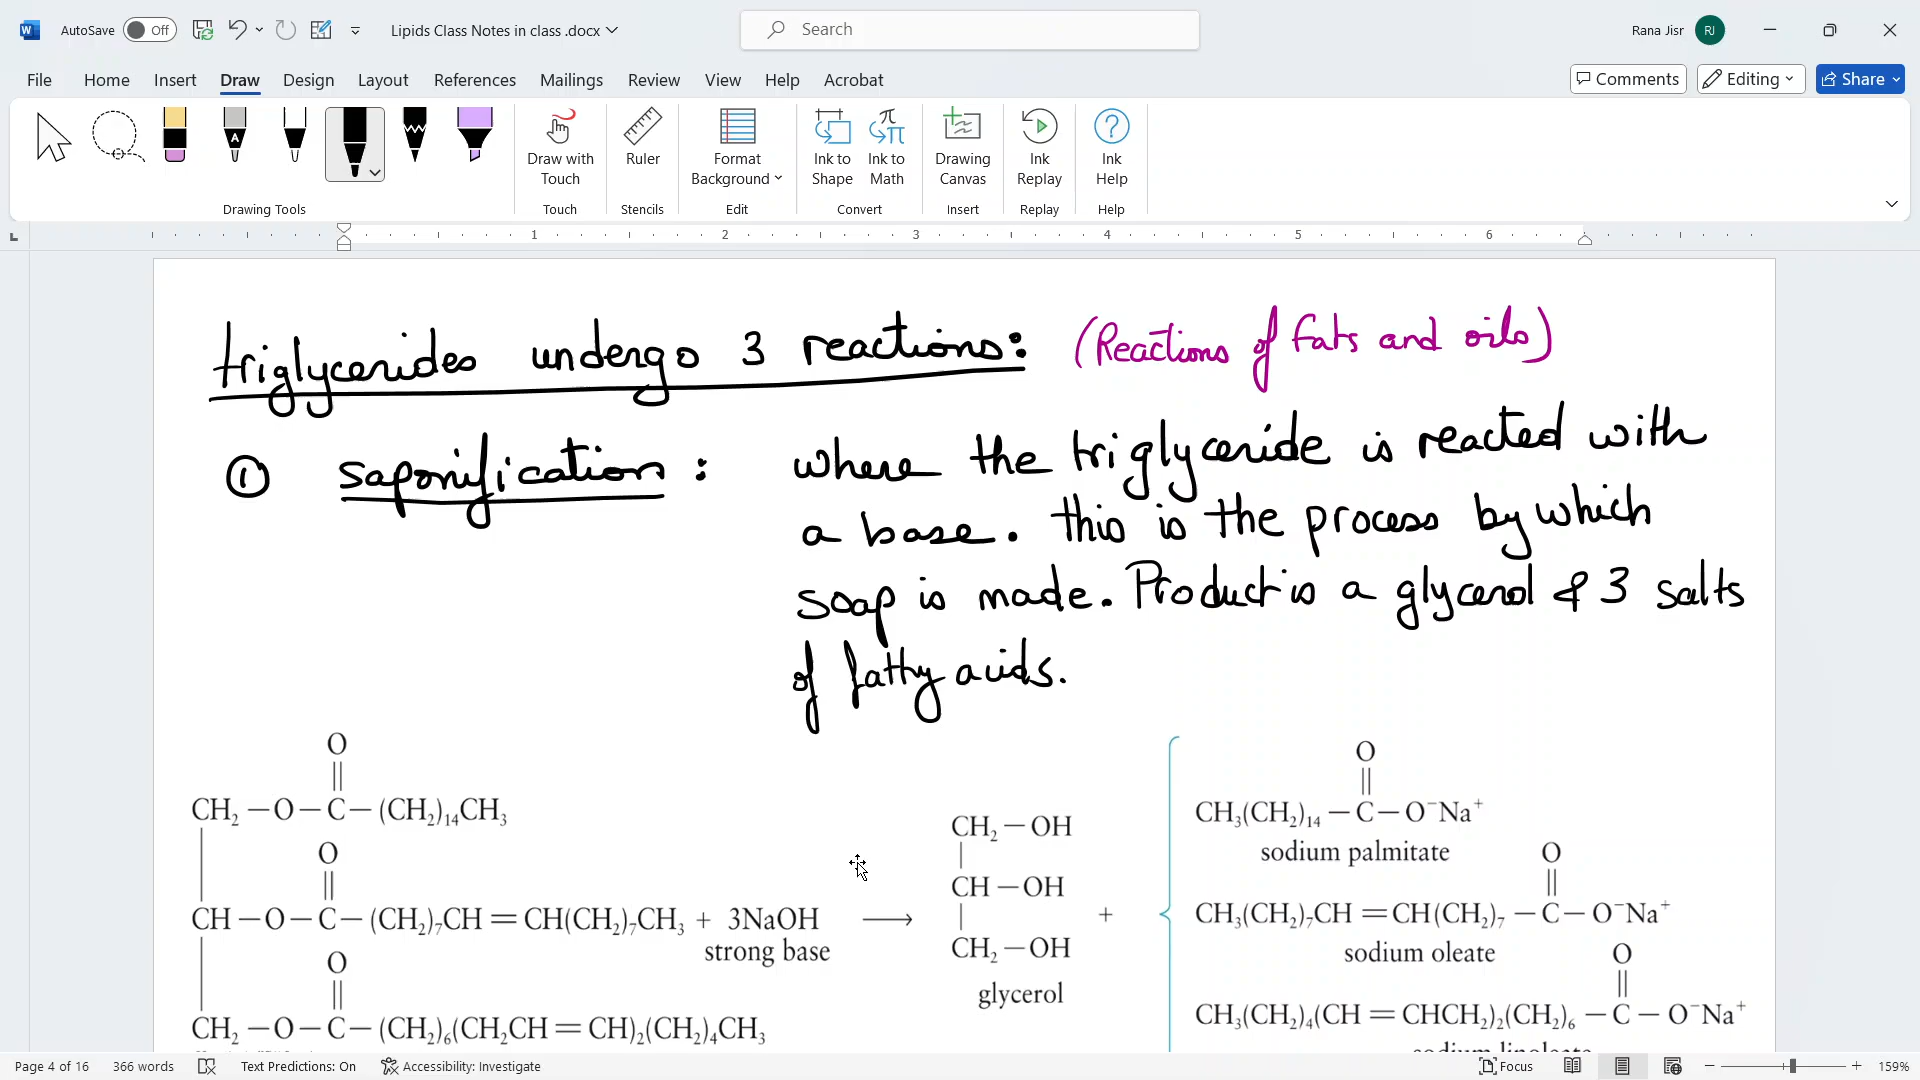 AutoSave Off Lipids Class Notes in class .docx Search Rana Jisr RJ
File Home Insert Draw Design Layout References Mailings Review View Help Acrobat Comments Editing Share
Draw with Touch Ruler Format Background Ink to Shape Ink to Math Drawing Canvas Ink Replay Ink Help
Drawing Tools Touch Stencils Edit Convert Insert Replay Help
1 2 3 4 5 6
triglycerides undergo 3 reactions: (Reactions of fats and oils)
① saponification : where the triglyceride is reacted with
a base. this is the process by which
soap is made. Product is a glycerol & 3 salts
of fatty acids.
O
||
CH₂—O—C—(CH₂)₁₄CH₃
O
||
CH—O—C—(CH₂)₇CH=CH(CH₂)₇CH₃ + 3NaOH ⟶
strong base
O
||
CH₂—O—C—(CH₂)₆(CH₂CH=CH)₂(CH₂)₄CH₃
CH₂—OH
|
CH—OH +
|
CH₂—OH
glycerol
O
||
CH₃(CH₂)₁₄—C—O⁻Na⁺
sodium palmitate
O
||
CH₃(CH₂)₇CH=CH(CH₂)₇—C—O⁻Na⁺
sodium oleate
O
||
CH₃(CH₂)₄(CH=CHCH₂)₂(CH₂)₆—C—O⁻Na⁺
sodium linoleate
Page 4 of 16 366 words Text Predictions: On Accessibility: Investigate Focus 159%